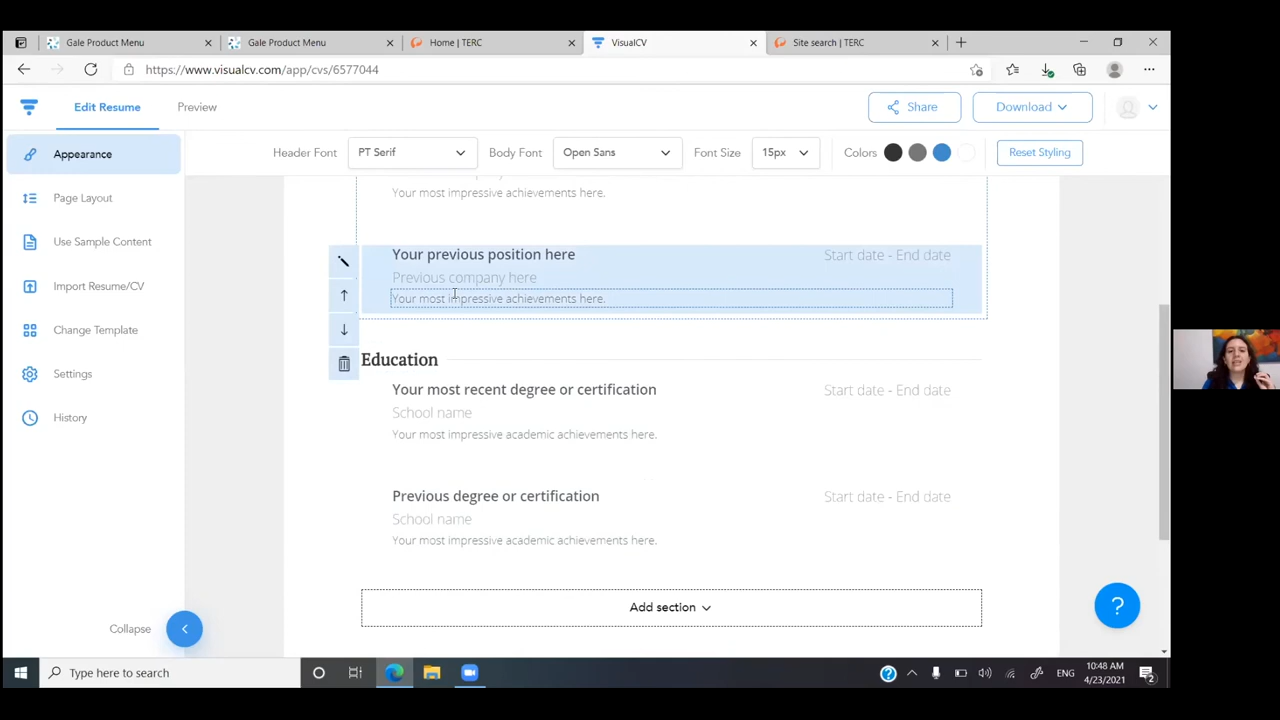 Gale Product Menu
Gale Product Menu
Home | TERC
VisualCV
Site search | TERC
https://www.visualcv.com/app/cvs/6577044
Edit Resume
Preview
Share
Download
Appearance
Header Font
PT Serif
Body Font
Open Sans
Font Size
15px
Colors
Reset Styling
Page Layout
Use Sample Content
Import Resume/CV
Change Template
Settings
History
Collapse
Your most impressive achievements here.
Your previous position here
Start date - End date
Previous company here
Your most impressive achievements here.
Education
Your most recent degree or certification
Start date - End date
School name
Your most impressive academic achievements here.
Previous degree or certification
Start date - End date
School name
Your most impressive academic achievements here.
Add section
?
Type here to search
ENG
10:48 AM
4/23/2021
2